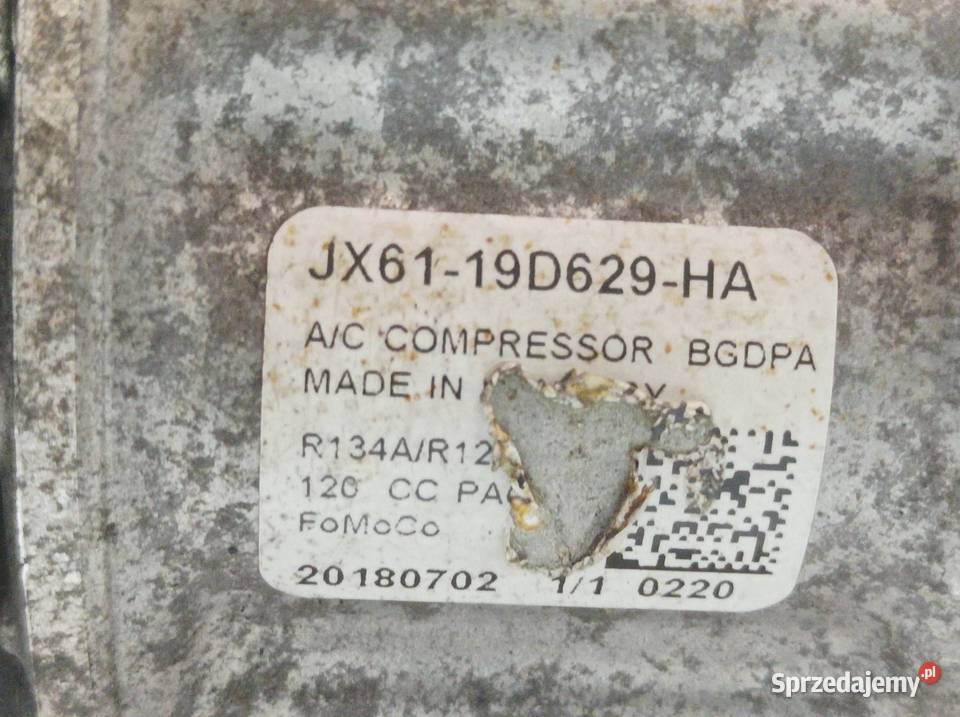 JX61-19D629-HA
A/C COMPRESSOR BGDPA
MADE IN
R134A/R12
120 CC PA
FoMoCo
20180702 1/1 0220
Sprzedajemy.pl